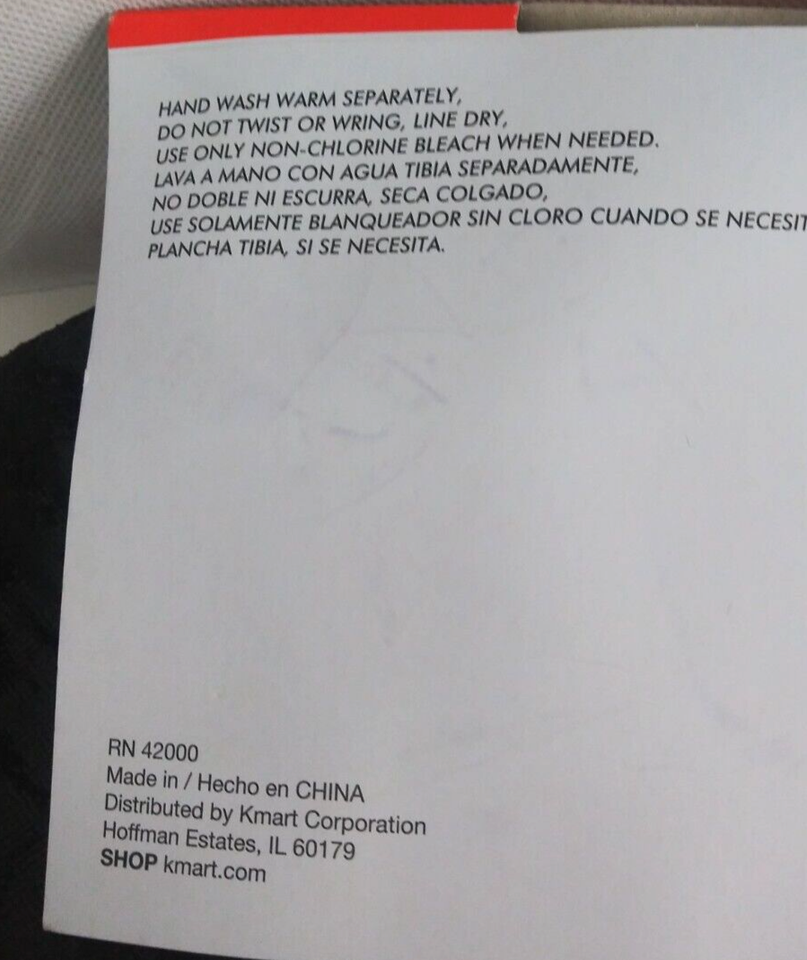 HAND WASH WARM SEPARATELY,
DO NOT TWIST OR WRING, LINE DRY,
USE ONLY NON-CHLORINE BLEACH WHEN NEEDED.
LAVA A MANO CON AGUA TIBIA SEPARADAMENTE,
NO DOBLE NI ESCURRA, SECA COLGADO,
USE SOLAMENTE BLANQUEADOR SIN CLORO CUANDO SE NECESIT
PLANCHA TIBIA, SI SE NECESITA.
RN 42000
Made in / Hecho en CHINA
Distributed by Kmart Corporation
Hoffman Estates, IL 60179
SHOP kmart.com